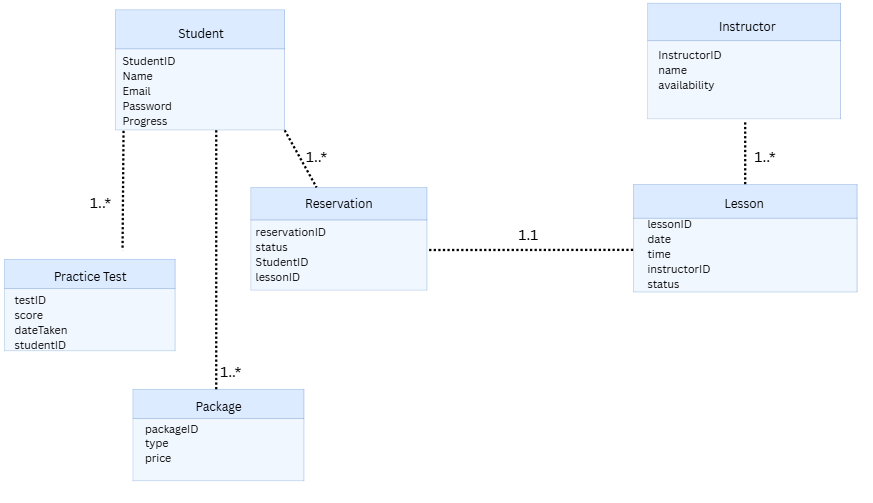 Student
StudentID
Name
Email
Password
Progress
Instructor
InstructorID
name
availability
1..*
1..*
1..*
Reservation
reservationID
status
StudentID
lessonID
1.1
Lesson
lessonID
date
time
instructorID
status
Practice Test
testID
score
dateTaken
studentID
1..*
Package
packageID
type
price